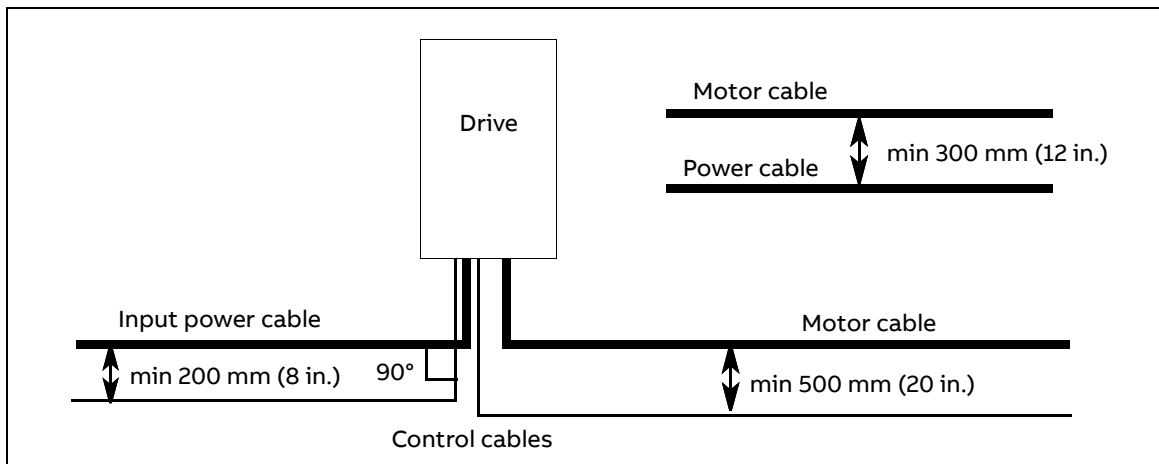 Drive
Motor cable
min 300 mm (12 in.)
Power cable
Input power cable
Motor cable
min 200 mm (8 in.)
90°
min 500 mm (20 in.)
Control cables